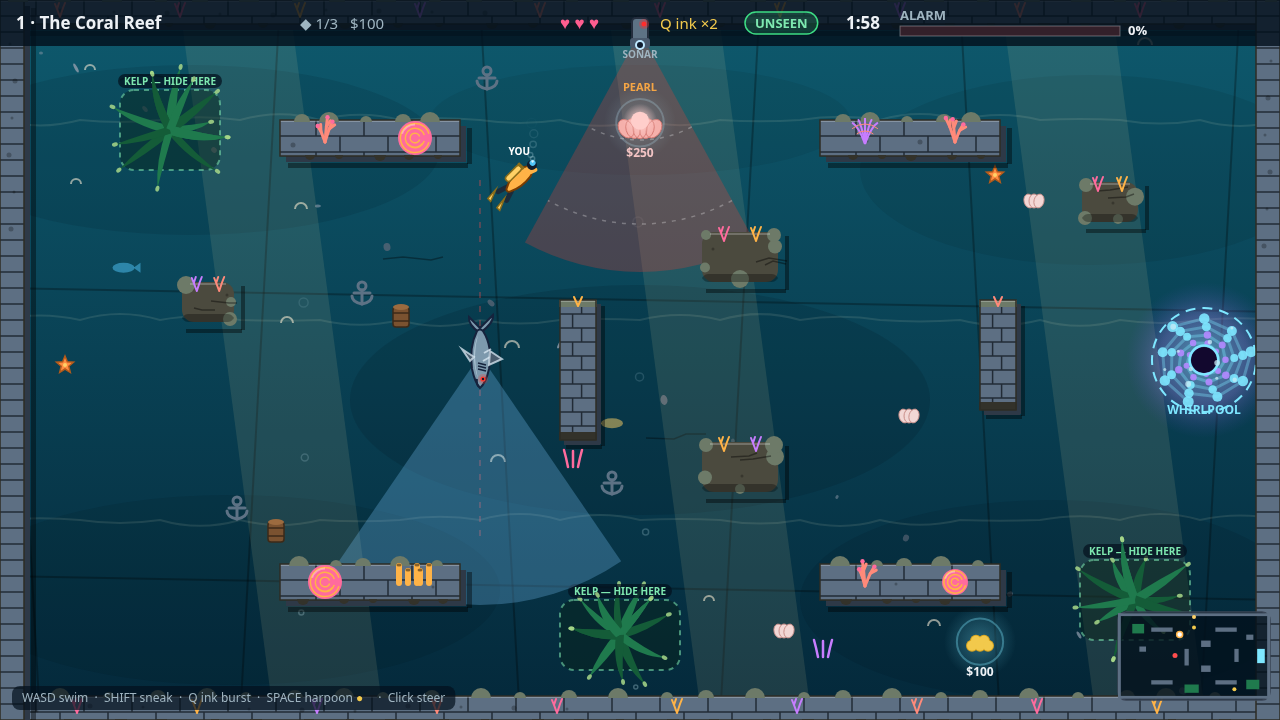 1 · The Coral Reef
◆ 1/3 $100
♥ ♥ ♥
Q ink ×2
UNSEEN
1:58
ALARM
0%
SONAR
KELP — HIDE HERE
PEARL
$250
YOU
WHIRLPOOL
KELP — HIDE HERE
KELP — HIDE HERE
$100
WASD swim · SHIFT sneak · Q ink burst · SPACE harpoon ● · Click steer